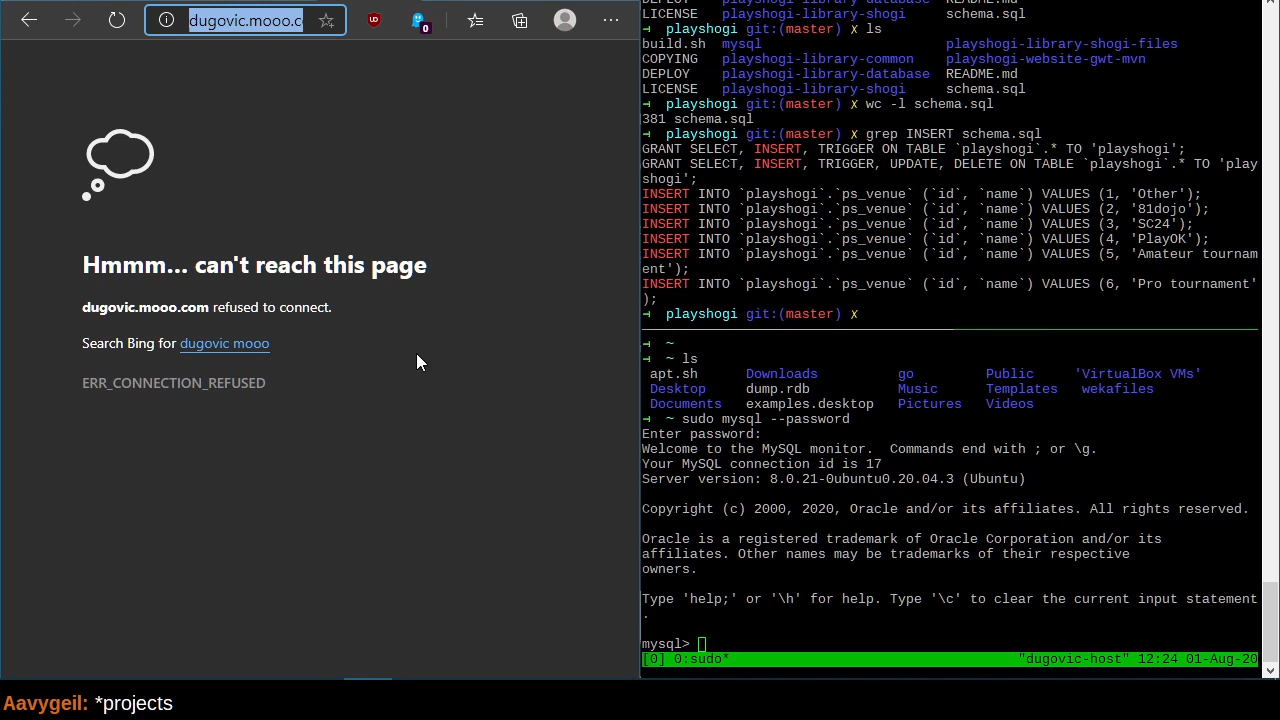 dugovic.mooo.c
0
Hmmm... can't reach this page
dugovic.mooo.com refused to connect.
Search Bing for dugovic mooo
ERR_CONNECTION_REFUSED
LICENSE playshogi-library-shogi schema.sql
playshogi git:(master) ✗ ls
build.sh mysql playshogi-library-shogi-files
COPYING playshogi-library-common playshogi-website-gwt-mvn
DEPLOY playshogi-library-database README.md
LICENSE playshogi-library-shogi schema.sql
playshogi git:(master) ✗ wc -l schema.sql
381 schema.sql
playshogi git:(master) ✗ grep INSERT schema.sql
GRANT SELECT, INSERT, TRIGGER ON TABLE `playshogi`.* TO 'playshogi';
GRANT SELECT, INSERT, TRIGGER, UPDATE, DELETE ON TABLE `playshogi`.* TO 'play
shogi';
INSERT INTO `playshogi`.`ps_venue` (`id`, `name`) VALUES (1, 'Other');
INSERT INTO `playshogi`.`ps_venue` (`id`, `name`) VALUES (2, '81dojo');
INSERT INTO `playshogi`.`ps_venue` (`id`, `name`) VALUES (3, 'SC24');
INSERT INTO `playshogi`.`ps_venue` (`id`, `name`) VALUES (4, 'PlayOK');
INSERT INTO `playshogi`.`ps_venue` (`id`, `name`) VALUES (5, 'Amateur tournam
ent');
INSERT INTO `playshogi`.`ps_venue` (`id`, `name`) VALUES (6, 'Pro tournament'
);
playshogi git:(master) ✗
~
~ ls
apt.sh Downloads go Public 'VirtualBox VMs'
Desktop dump.rdb Music Templates wekafiles
Documents examples.desktop Pictures Videos
~ sudo mysql --password
Enter password:
Welcome to the MySQL monitor.  Commands end with ; or \g.
Your MySQL connection id is 17
Server version: 8.0.21-0ubuntu0.20.04.3 (Ubuntu)
Copyright (c) 2000, 2020, Oracle and/or its affiliates. All rights reserved.
Oracle is a registered trademark of Oracle Corporation and/or its
affiliates. Other names may be trademarks of their respective
owners.
Type 'help;' or '\h' for help. Type '\c' to clear the current input statement
.
mysql>
[0] 0:sudo* "dugovic-host" 12:24 01-Aug-20
Aavygeil: *projects